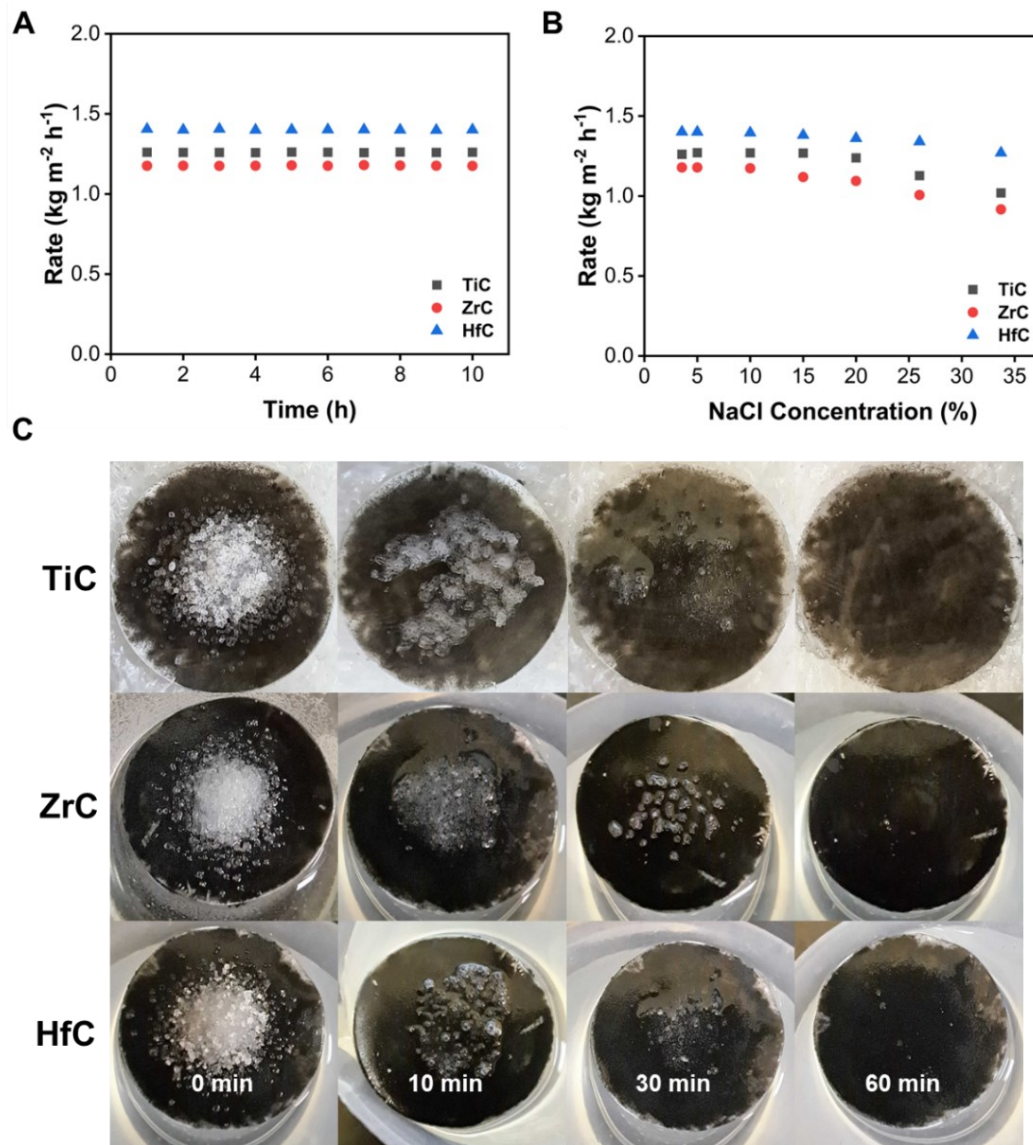 A
2.0
1.5
1.0
0.5
0.0
Rate (kg m⁻² h⁻¹)
TiC
ZrC
HfC
0 2 4 6 8 10
Time (h)
B
2.0
1.5
1.0
0.5
0.0
Rate (kg m⁻² h⁻¹)
TiC
ZrC
HfC
0 5 10 15 20 25 30 35
NaCl Concentration (%)
C
TiC
ZrC
HfC
0 min 10 min 30 min 60 min